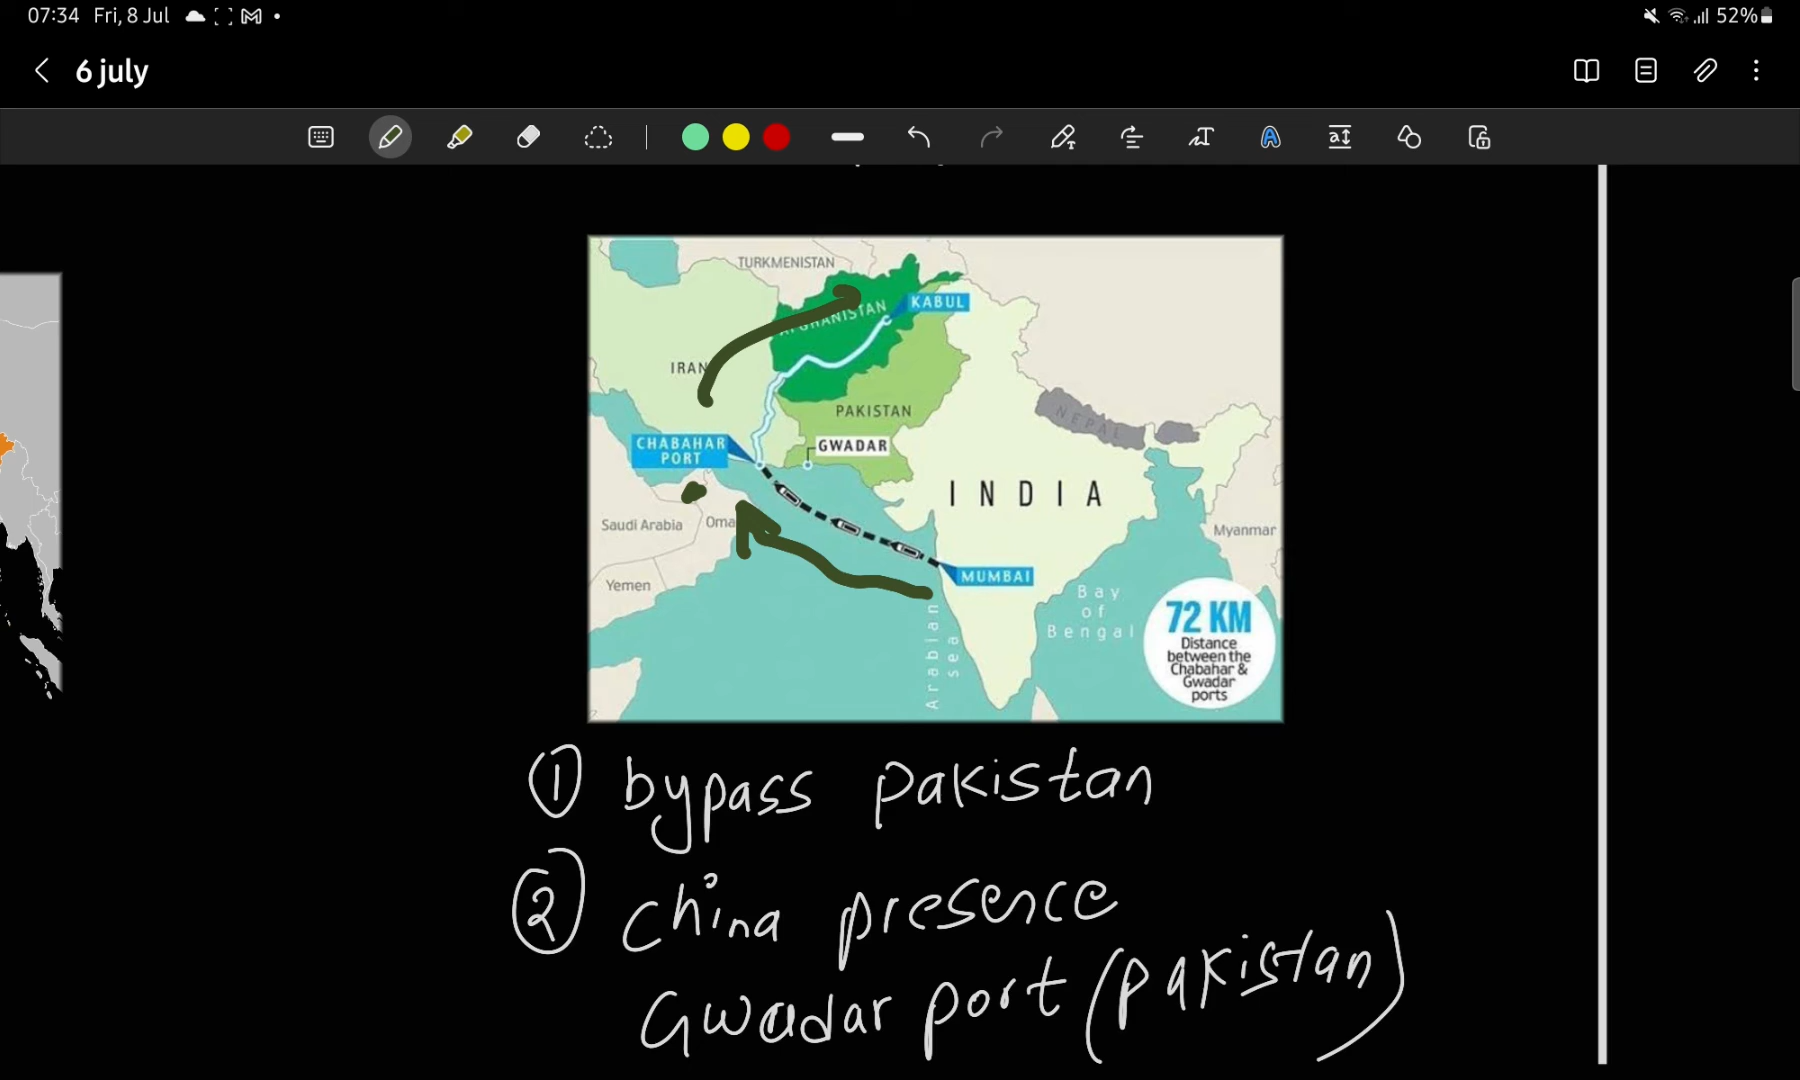 07:34 Fri, 8 Jul
52%
6 july
TURKMENISTAN
AFGHANISTAN
KABUL
IRAN
PAKISTAN
NEPAL
CHABAHAR
PORT
GWADAR
INDIA
Saudi Arabia
Oma
Myanmar
Yemen
MUMBAI
Arabian
sea
Bay
of
Bengal
72 KM
Distance
between the
Chabahar &
Gwadar
ports
① bypass pakistan
② china presence
Gwadar port (pakistan)